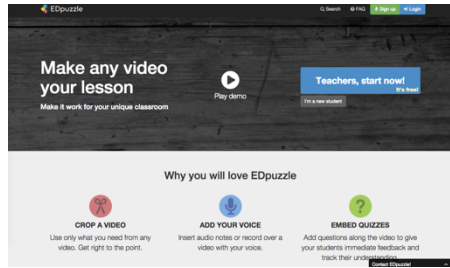 EDpuzzle
Search FAQ Sign up Login
Make any video
your lesson
Make it work for your unique classroom
Play demo
Teachers, start now!
It's free!
I'm a new student
Why you will love EDpuzzle
CROP A VIDEO
Use only what you need from any
video. Get right to the point.
ADD YOUR VOICE
Insert audio notes or record over a
video with your voice.
EMBED QUIZZES
Add questions along the video to give
your students immediate feedback and
track their understanding.
Contact EDpuzzle!